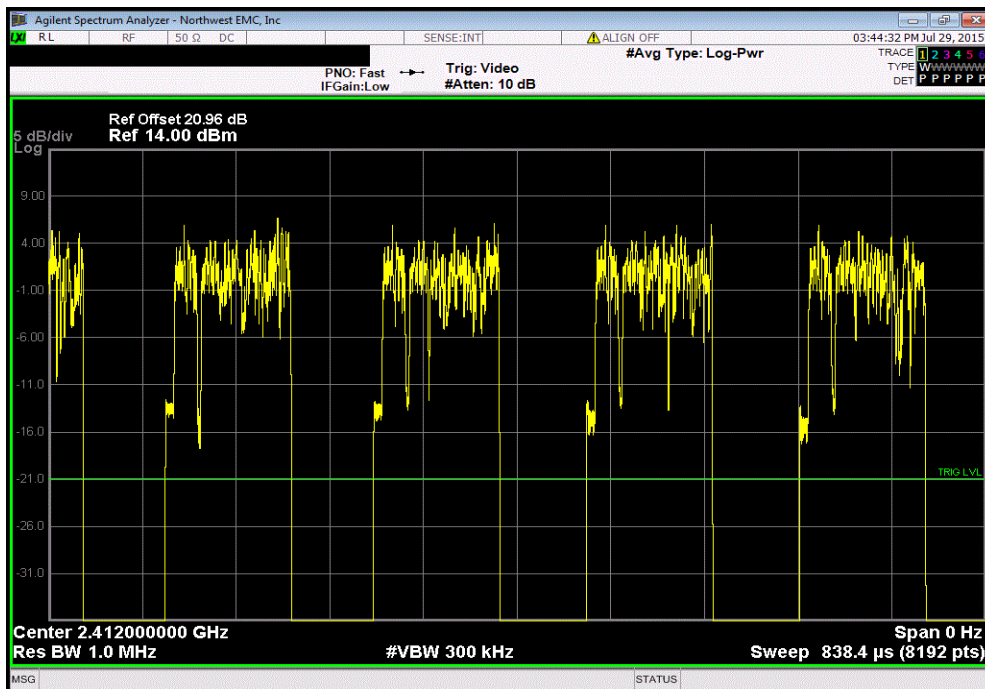 Agilent Spectrum Analyzer - Northwest EMC, Inc
LXI RL RF 50 Ω DC SENSE:INT ALIGN OFF 03:44:32 PM Jul 29, 2015
#Avg Type: Log-Pwr
TRACE 1 2 3 4 5 6
PNO: Fast Trig: Video
TYPE WWWWWW
IFGain:Low #Atten: 10 dB
DET P P P P P P
Ref Offset 20.96 dB
5 dB/div Ref 14.00 dBm
Log
9.00
4.00
-1.00
-6.00
-11.0
-16.0
-21.0
TRIG LVL
-26.0
-31.0
Center 2.412000000 GHz Span 0 Hz
Res BW 1.0 MHz #VBW 300 kHz Sweep 838.4 µs (8192 pts)
MSG STATUS